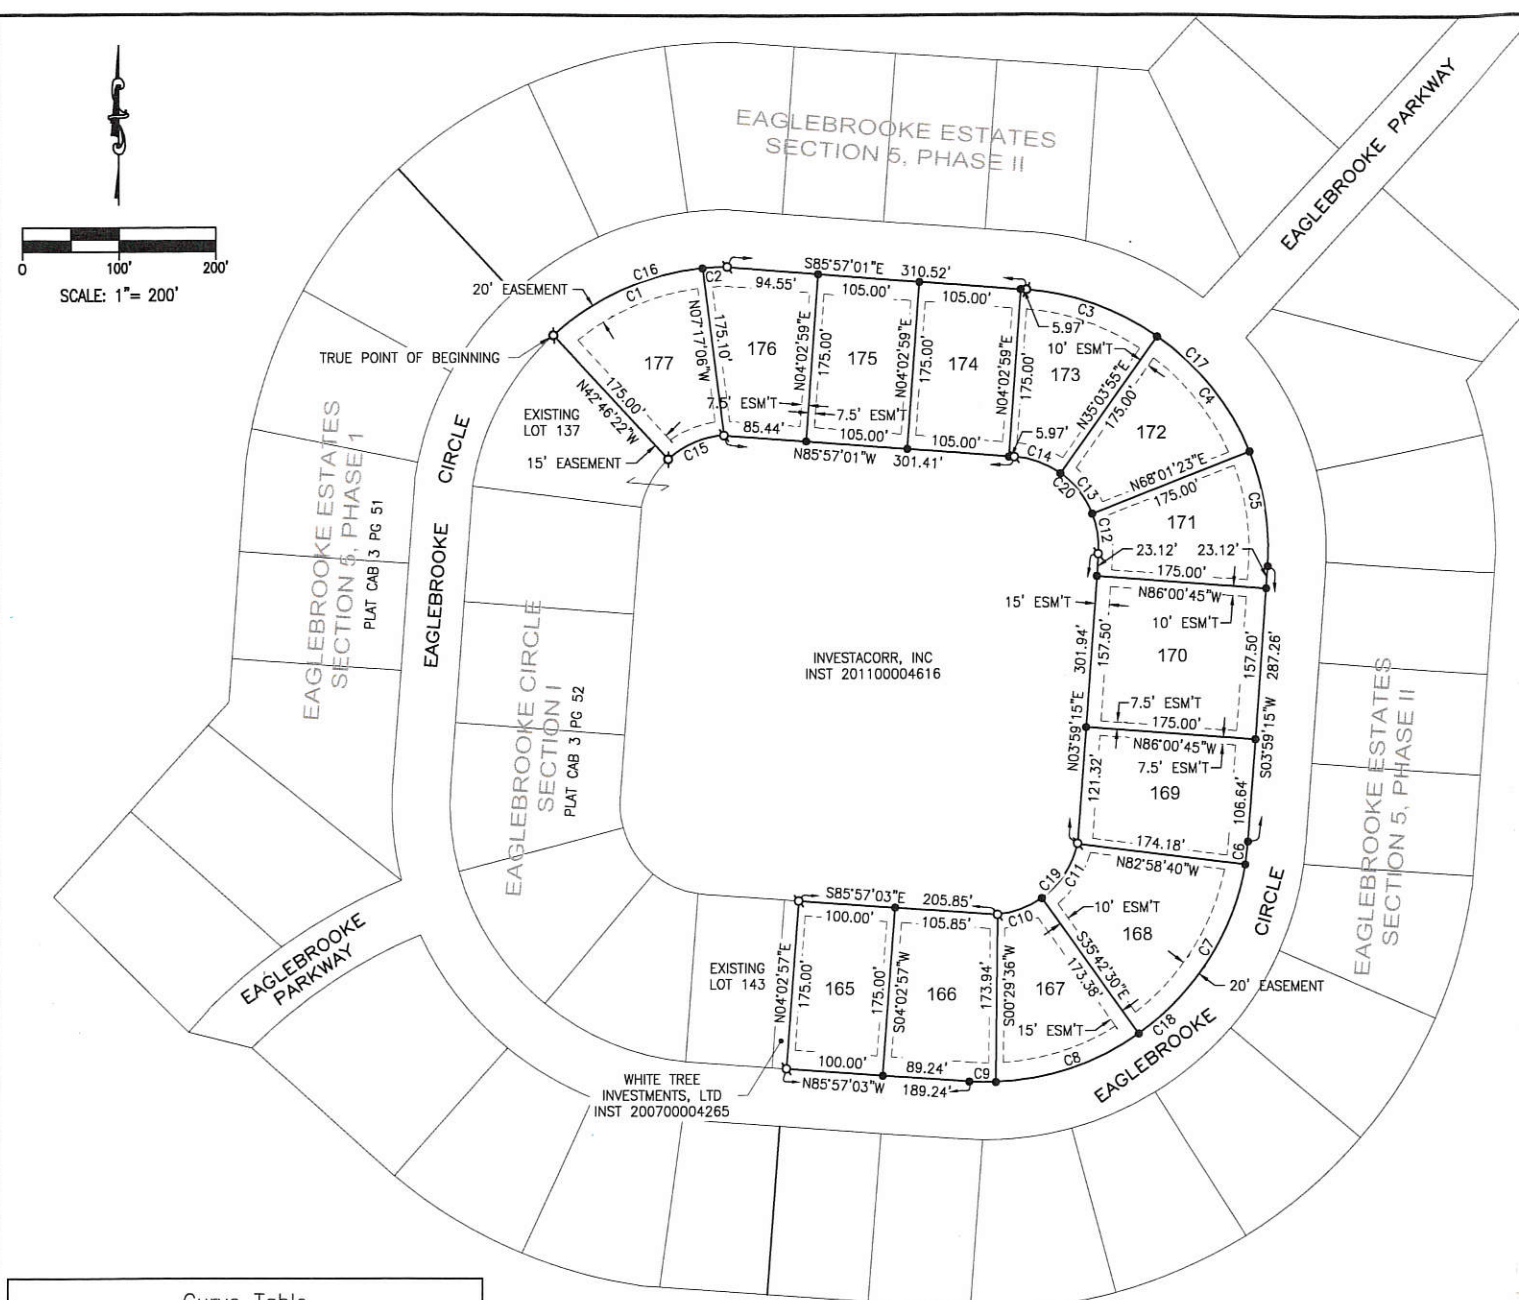 EAGLEBROOKE ESTATES
SECTION 5, PHASE II
EAGLEBROOKE PARKWAY
0 100' 200'
SCALE: 1"= 200'
20' EASEMENT
TRUE POINT OF BEGINNING
C16
C1
C2
S85°57'01"E 310.52'
94.55'
105.00'
105.00'
C3
5.97'
10' ESM'T
C17
C4
177
N07°17'06"W
175.10'
176
N04°02'59"E
175.00'
175
N04°02'59"E
175.00'
174
N04°02'59"E
175.00'
173
N35°03'55"E
175.00'
172
175.00'
N42°46'22"W
EXISTING
LOT 137
15' EASEMENT
7.5' ESM'T
7.5' ESM'T
C15
85.44'
105.00'
105.00'
N85°57'01"W 301.41'
5.97'
C14
C20
C13
N68°01'23"E
175.00'
C5
171
C12
23.12'
23.12'
175.00'
N86°00'45"W
15' ESM'T
10' ESM'T
EAGLEBROOKE ESTATES
SECTION 5, PHASE 1
PLAT CAB 3 PG 51
EAGLEBROOKE CIRCLE
EAGLEBROOKE CIRCLE
SECTION I
PLAT CAB 3 PG 52
INVESTACORR, INC
INST 201100004616
301.94'
157.50'
170
157.50'
287.26'
N03°59'15"E
7.5' ESM'T
175.00'
N86°00'45"W
7.5' ESM'T
S03°59'15"W
121.32'
169
106.64'
174.18'
N82°58'40"W
C6
EAGLEBROOKE ESTATES
SECTION 5, PHASE II
C19
C11
10' ESM'T
168
C7
S35°42'30"E
173.38'
20' EASEMENT
C18
EAGLEBROOKE CIRCLE
S85°57'03"E 205.85'
100.00'
105.85'
C10
EXISTING
LOT 143
N04°02'57"E
175.00'
165
175.00'
S04°02'57"W
166
173.94'
S00°29'36"W
167
15' ESM'T
C8
100.00'
89.24'
C9
N85°57'03"W 189.24'
WHITE TREE
INVESTMENTS, LTD
INST 200700004265
EAGLEBROOKE
PARKWAY
Curve Table